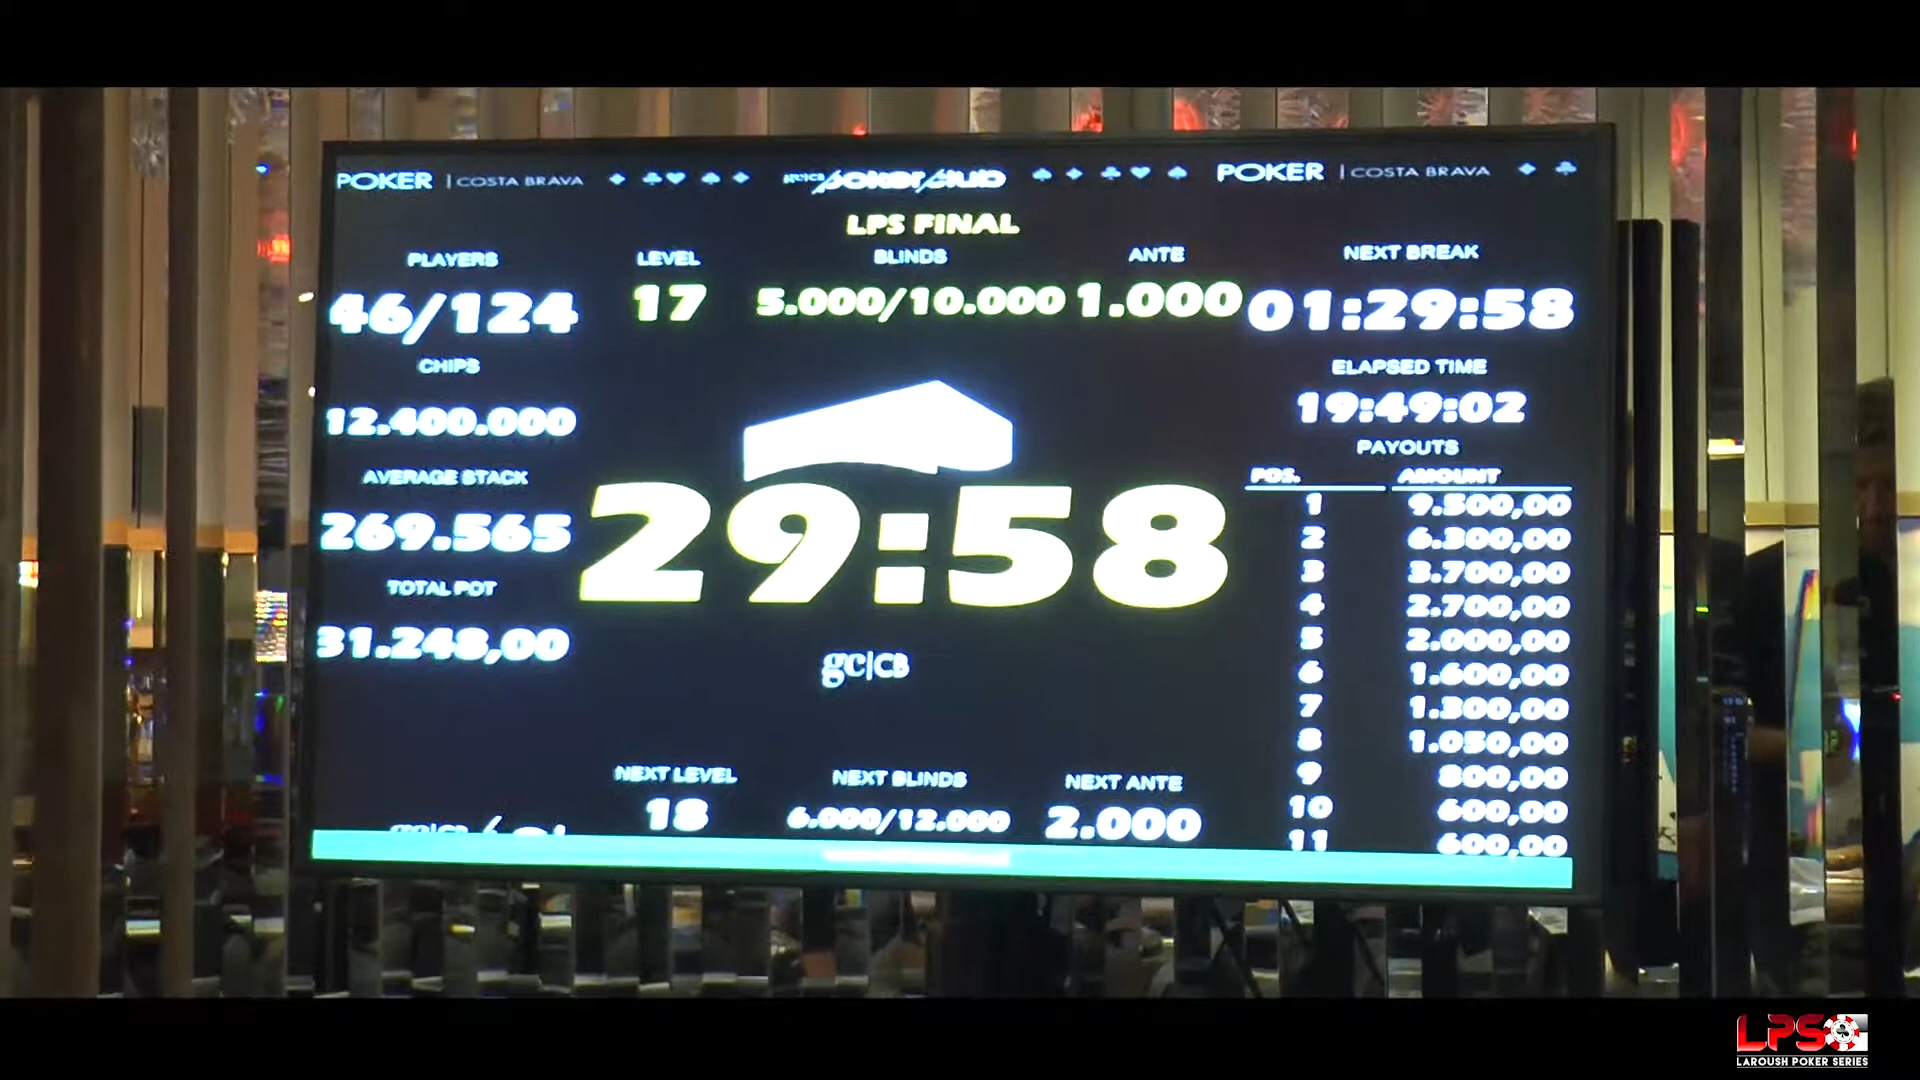 POKER | COSTA BRAVA
pokerclub
POKER | COSTA BRAVA
LPS FINAL
PLAYERS
46/124
LEVEL
17
BLINDS
5.000/10.000
ANTE
1.000
NEXT BREAK
01:29:58
CHIPS
12.400.000
ELAPSED TIME
19:49:02
AVERAGE STACK
269.565
TOTAL POT
31.248,00
29:58
gc|CB
PAYOUTS
POS. AMOUNT
1 9.500,00
2 6.300,00
3 3.700,00
4 2.700,00
5 2.000,00
6 1.600,00
7 1.300,00
8 1.050,00
9 800,00
10 600,00
11 600,00
NEXT LEVEL
18
NEXT BLINDS
6.000/12.000
NEXT ANTE
2.000
LPS
LAROUSH POKER SERIES